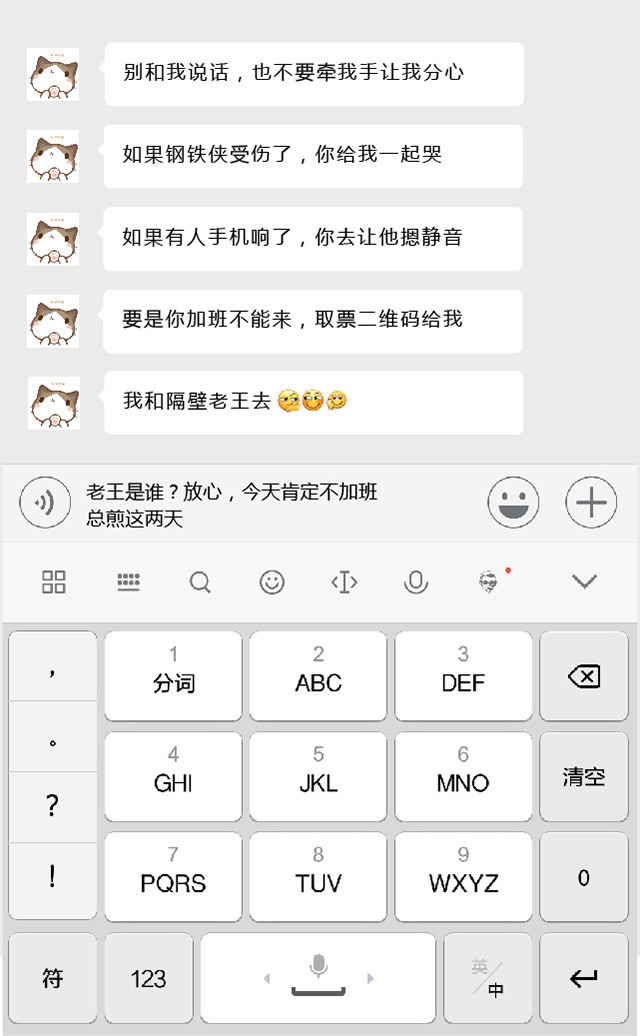 别和我说话，也不要牵我手让我分心
如果钢铁侠受伤了，你给我一起哭
如果有人手机响了，你去让他摁静音
要是你加班不能来，取票二维码给我
我和隔壁老王去
老王是谁？放心，今天肯定不加班
总煎这两天
，
1
分词
2
ABC
3
DEF
。
4
GHI
5
JKL
6
MNO
清空
？
7
PQRS
8
TUV
9
WXYZ
0
！
符
123
英/中